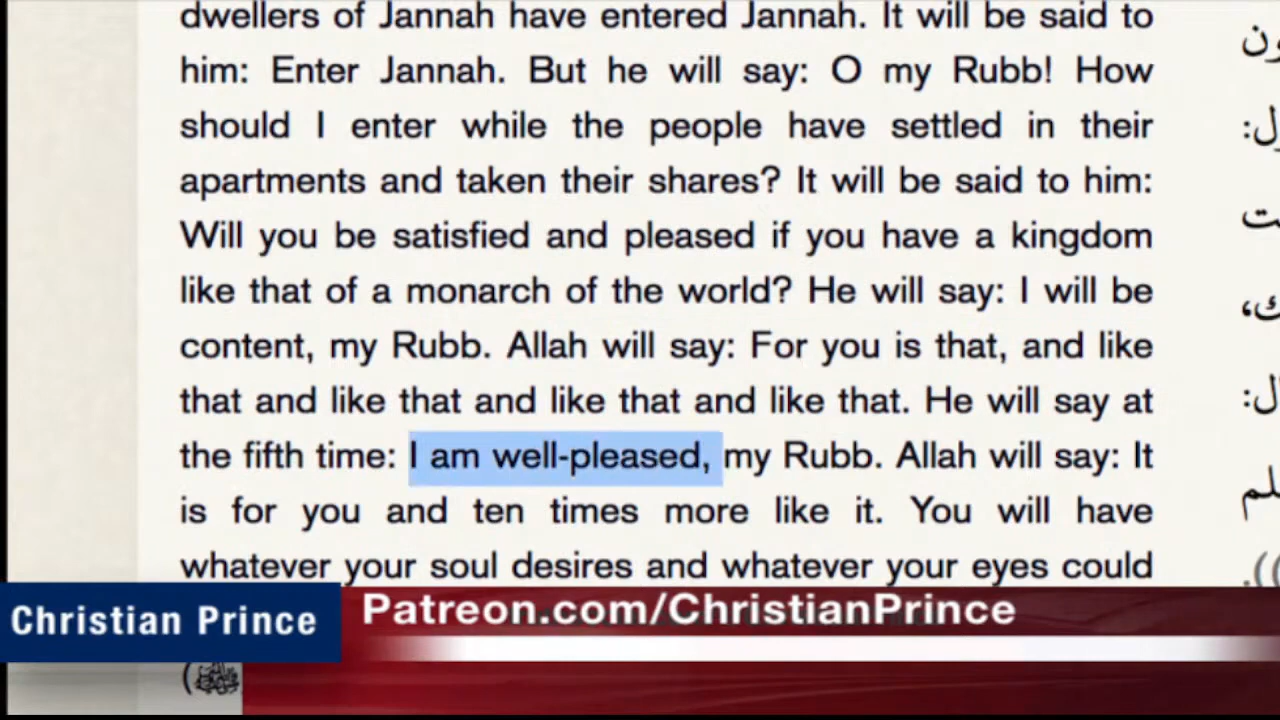 dwellers of Jannah have entered Jannah. It will be said to
him: Enter Jannah. But he will say: O my Rubb! How
should I enter while the people have settled in their
apartments and taken their shares? It will be said to him:
Will you be satisfied and pleased if you have a kingdom
like that of a monarch of the world? He will say: I will be
content, my Rubb. Allah will say: For you is that, and like
that and like that and like that and like that. He will say at
the fifth time: I am well-pleased, my Rubb. Allah will say: It
is for you and ten times more like it. You will have
whatever your soul desires and whatever your eyes could
Christian Prince
Patreon.com/ChristianPrince
(ﷺ